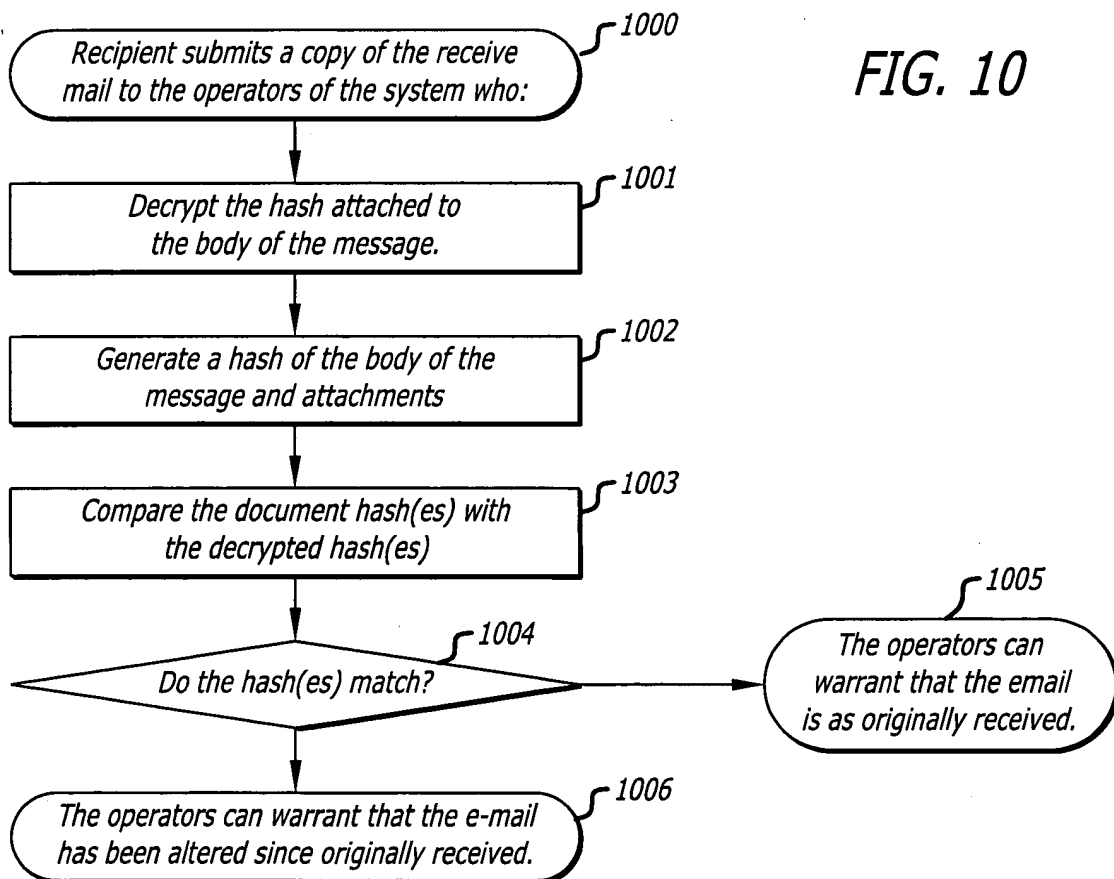 1000
FIG. 10
Recipient submits a copy of the receive
mail to the operators of the system who:
1001
Decrypt the hash attached to
the body of the message.
1002
Generate a hash of the body of the
message and attachments
1003
Compare the document hash(es) with
the decrypted hash(es)
1004
Do the hash(es) match?
1005
The operators can
warrant that the email
is as originally received.
1006
The operators can warrant that the e-mail
has been altered since originally received.